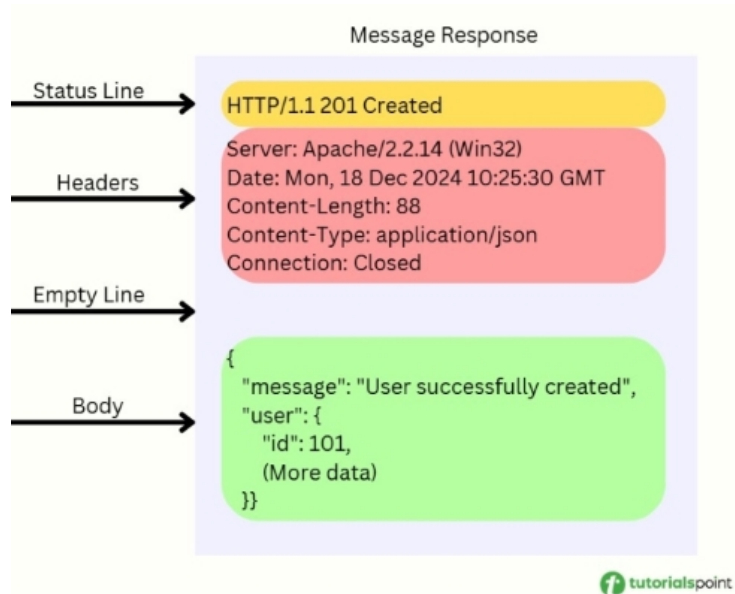 Message Response
Status Line
HTTP/1.1 201 Created
Headers
Server: Apache/2.2.14 (Win32)
Date: Mon, 18 Dec 2024 10:25:30 GMT
Content-Length: 88
Content-Type: application/json
Connection: Closed
Empty Line
Body
{
"message": "User successfully created",
"user": {
"id": 101,
(More data)
}}
tutorialspoint